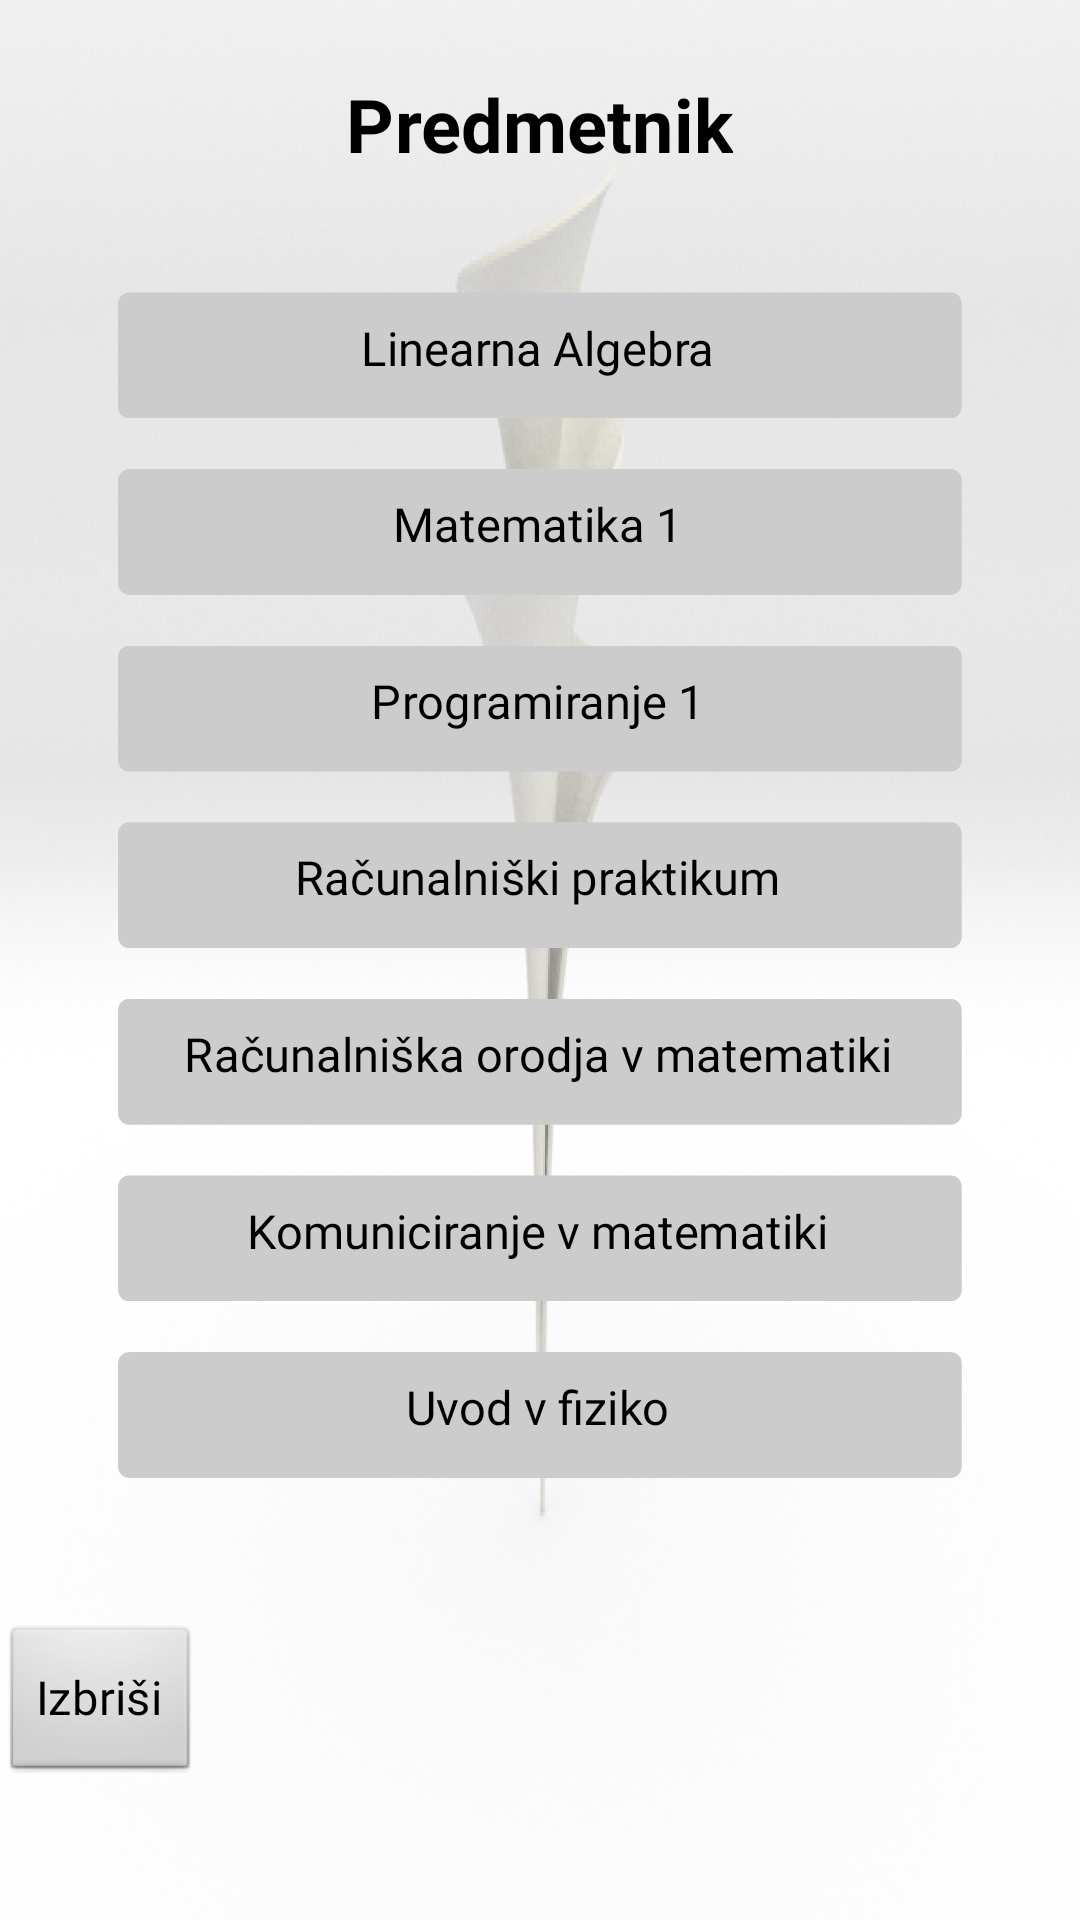 Predmetnik
Linearna Algebra
Matematika 1
Programiranje 1
Računalniški praktikum
Računalniška orodja v matematiki
Komuniciranje v matematiki
Uvod v fiziko
Izbriši